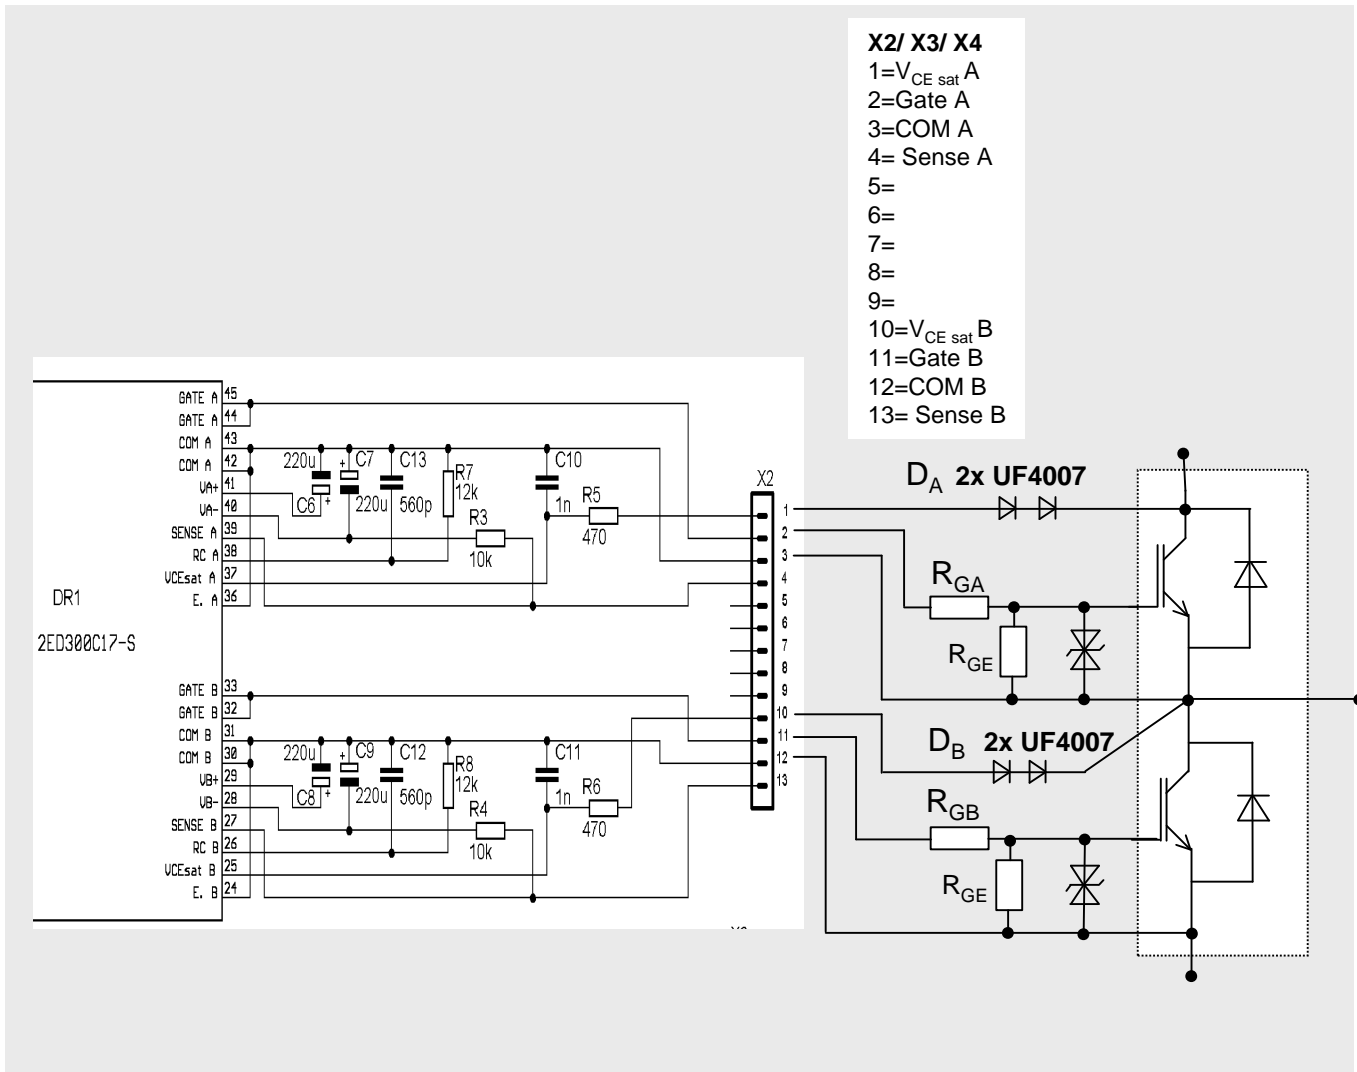 X2/ X3/ X4
1=VCE sat A
2=Gate A
3=COM A
4= Sense A
5=
6=
7=
8=
9=
10=VCE sat B
11=Gate B
12=COM B
13= Sense B
DR1
2ED300C17-S
GATE A 45
GATE A 44
COM A 43
COM A 42
VA+ 41
VA- 40
SENSE A 39
RC A 38
VCEsat A 37
E. A 36
GATE B 33
GATE B 32
COM B 31
COM B 30
VB+ 29
VB- 28
SENSE B 27
RC B 26
VCEsat B 25
E. B 24
220u
C6
+
+
C7
220u
C13
560p
R7
12k
R3
10k
C10
1n
R5
470
220u
C8
+
+
C9
220u
C12
560p
R8
12k
R4
10k
C11
1n
R6
470
X2
1
2
3
4
5
6
7
8
9
10
11
12
13
DA 2x UF4007
RGA
RGE
DB 2x UF4007
RGB
RGE